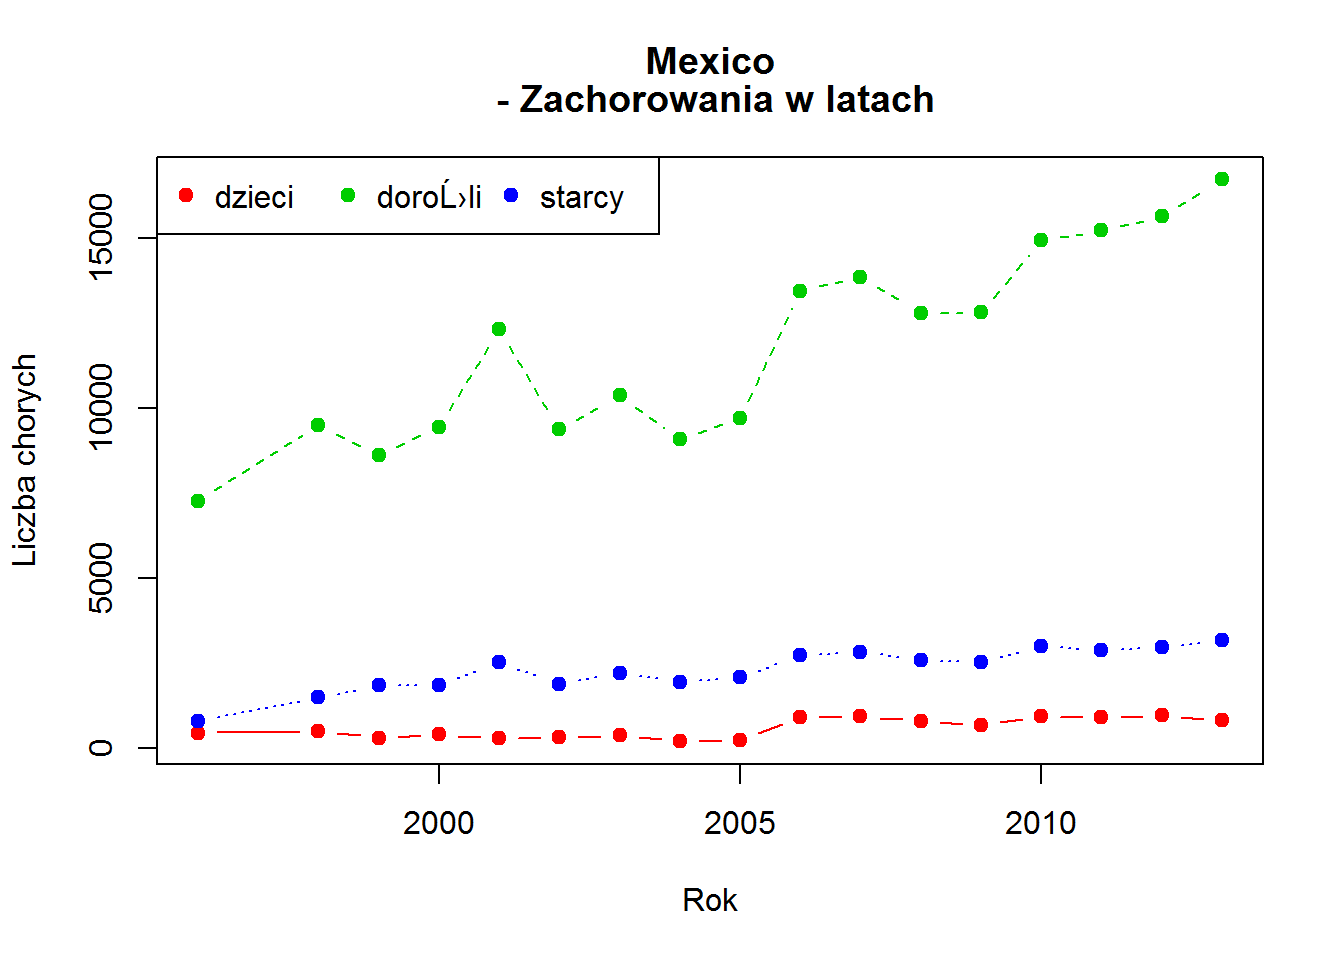 Mexico
- Zachorowania w latach
dzieci doroĹ›li starcy
15000
10000
5000
0
Liczba chorych
2000 2005 2010
Rok